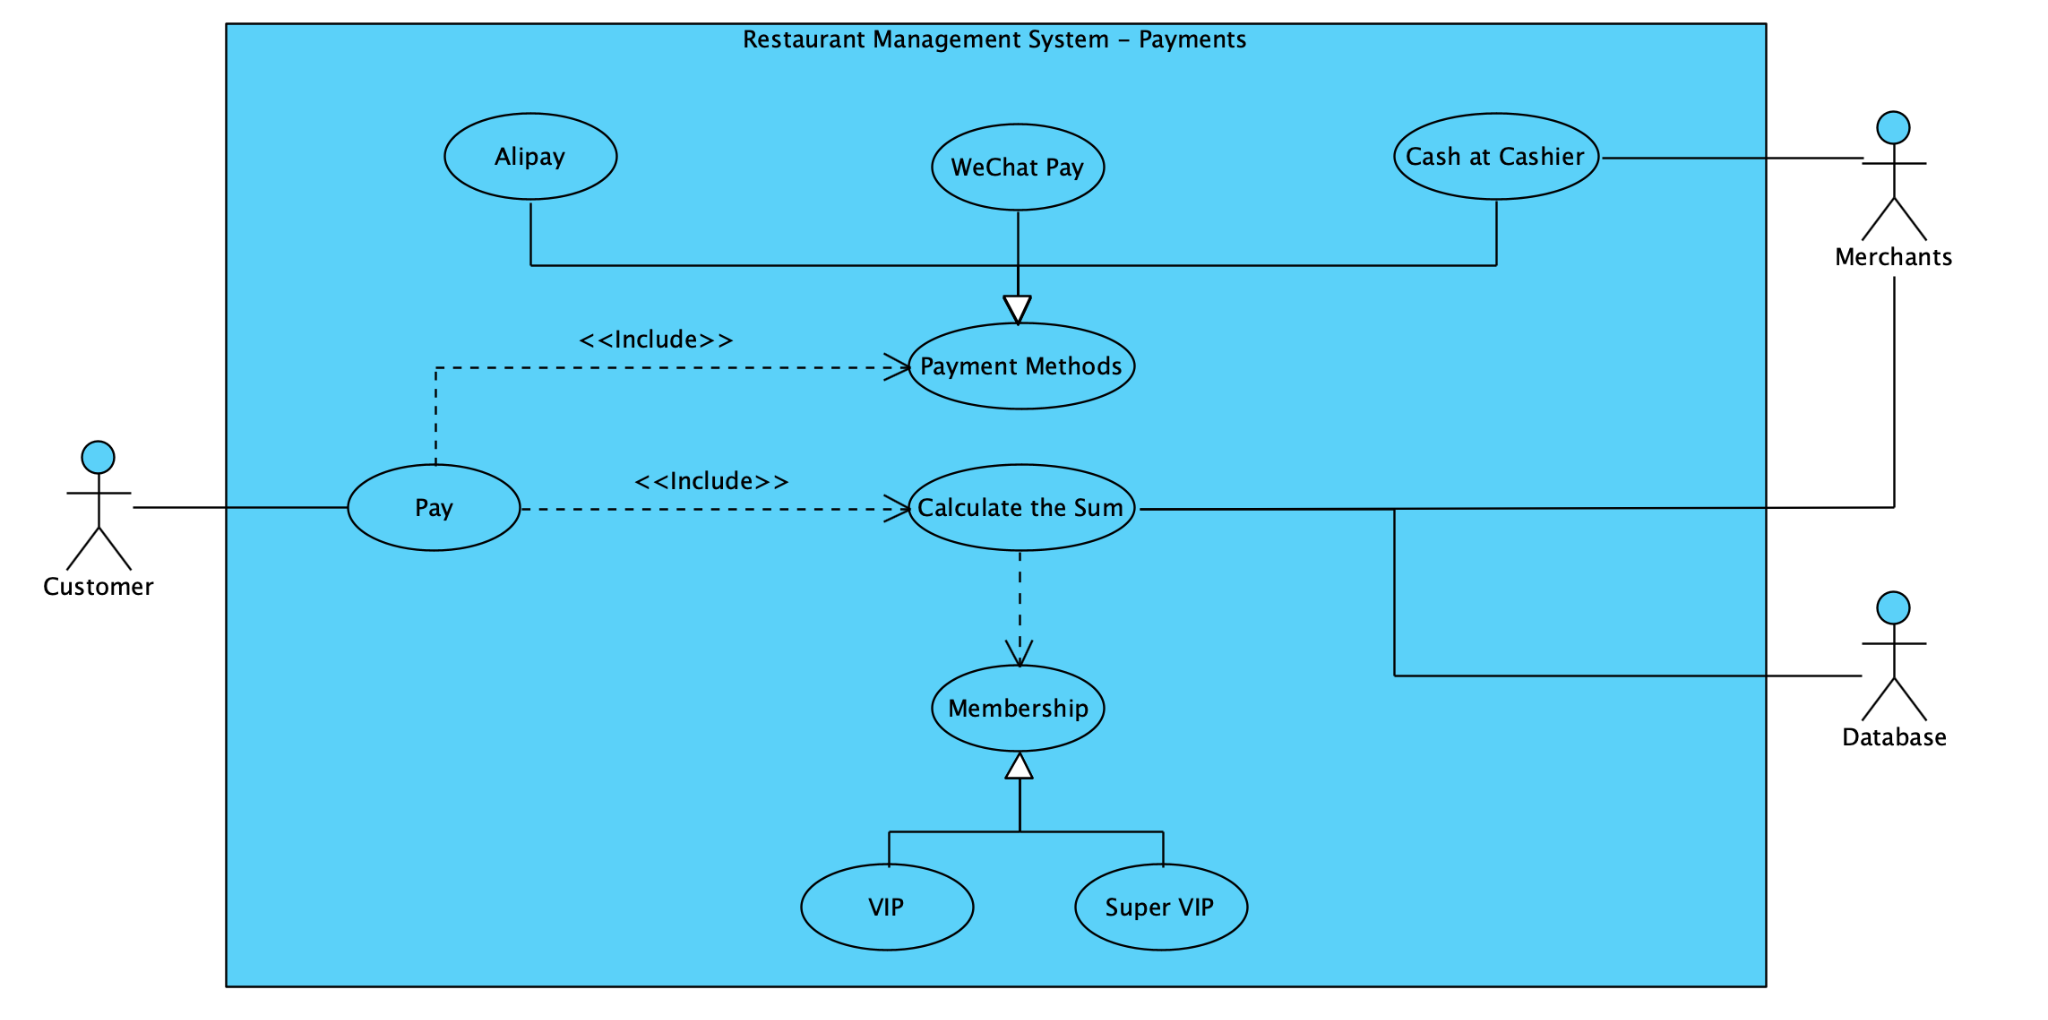 Restaurant Management System – Payments
Alipay
WeChat Pay
Cash at Cashier
Merchants
<<Include>>
Payment Methods
<<Include>>
Pay
Calculate the Sum
Customer
Membership
Database
VIP
Super VIP